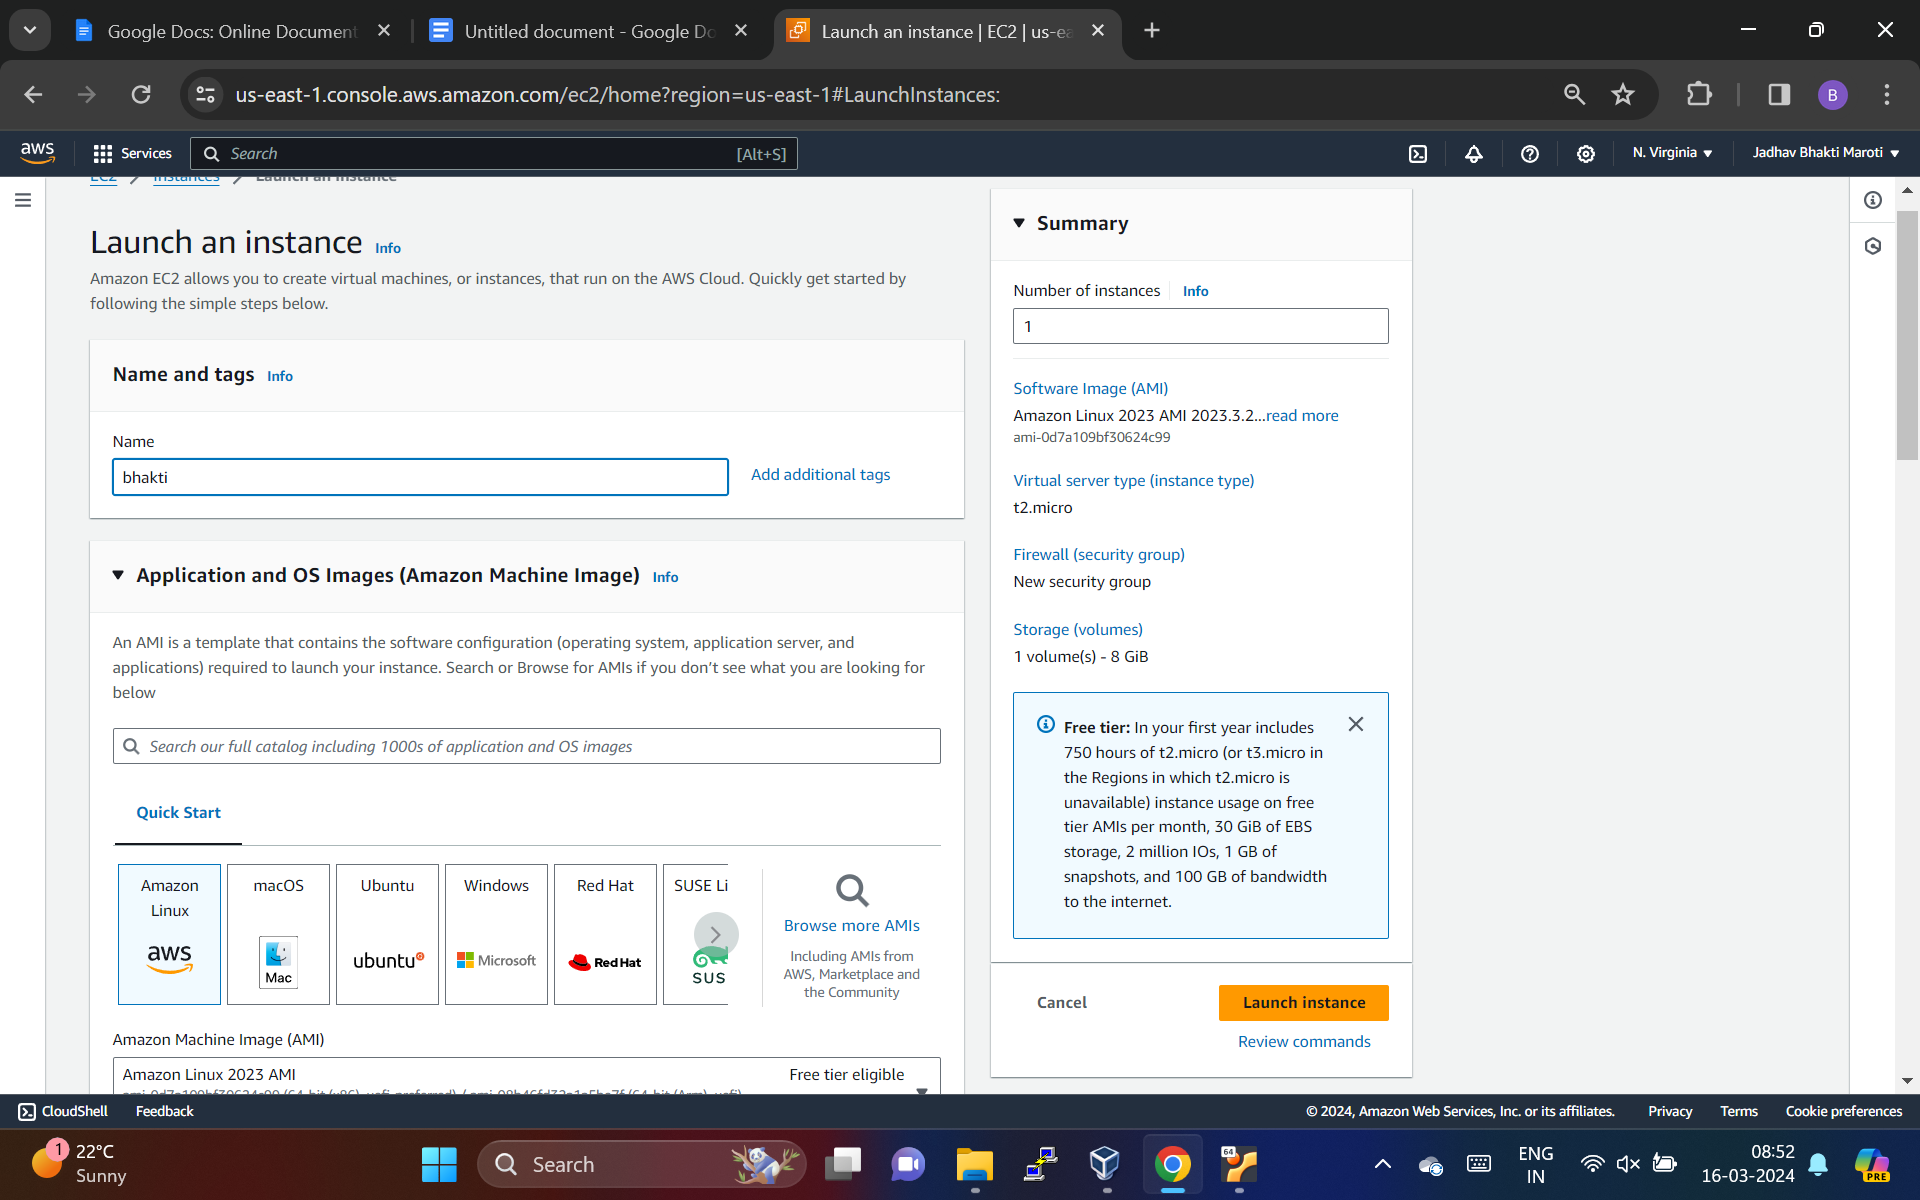 Google Docs: Online Document
Untitled document - Google Do
Launch an instance | EC2 | us-ea
us-east-1.console.aws.amazon.com/ec2/home?region=us-east-1#LaunchInstances:
B
aws
Services
Search
[Alt+S]
N. Virginia
Jadhav Bhakti Maroti
EC2
Instances
Launch an instance
Launch an instance
Info
Amazon EC2 allows you to create virtual machines, or instances, that run on the AWS Cloud. Quickly get started by
following the simple steps below.
Name and tags
Info
Name
bhakti
Add additional tags
Application and OS Images (Amazon Machine Image)
Info
An AMI is a template that contains the software configuration (operating system, application server, and
applications) required to launch your instance. Search or Browse for AMIs if you don't see what you are looking for
below
Search our full catalog including 1000s of application and OS images
Quick Start
Amazon
Linux
aws
macOS
Mac
Ubuntu
ubuntu
Windows
Microsoft
Red Hat
Red Hat
SUSE Li
SUS
Browse more AMIs
Including AMIs from
AWS, Marketplace and
the Community
Amazon Machine Image (AMI)
Amazon Linux 2023 AMI
Free tier eligible
Summary
Number of instances
Info
1
Software Image (AMI)
Amazon Linux 2023 AMI 2023.3.2...read more
ami-0d7a109bf30624c99
Virtual server type (instance type)
t2.micro
Firewall (security group)
New security group
Storage (volumes)
1 volume(s) - 8 GiB
Free tier: In your first year includes
750 hours of t2.micro (or t3.micro in
the Regions in which t2.micro is
unavailable) instance usage on free
tier AMIs per month, 30 GiB of EBS
storage, 2 million IOs, 1 GB of
snapshots, and 100 GB of bandwidth
to the internet.
Cancel
Launch instance
Review commands
CloudShell
Feedback
© 2024, Amazon Web Services, Inc. or its affiliates.
Privacy
Terms
Cookie preferences
1
22°C
Sunny
Search
64
ENG
IN
08:52
16-03-2024
PRE